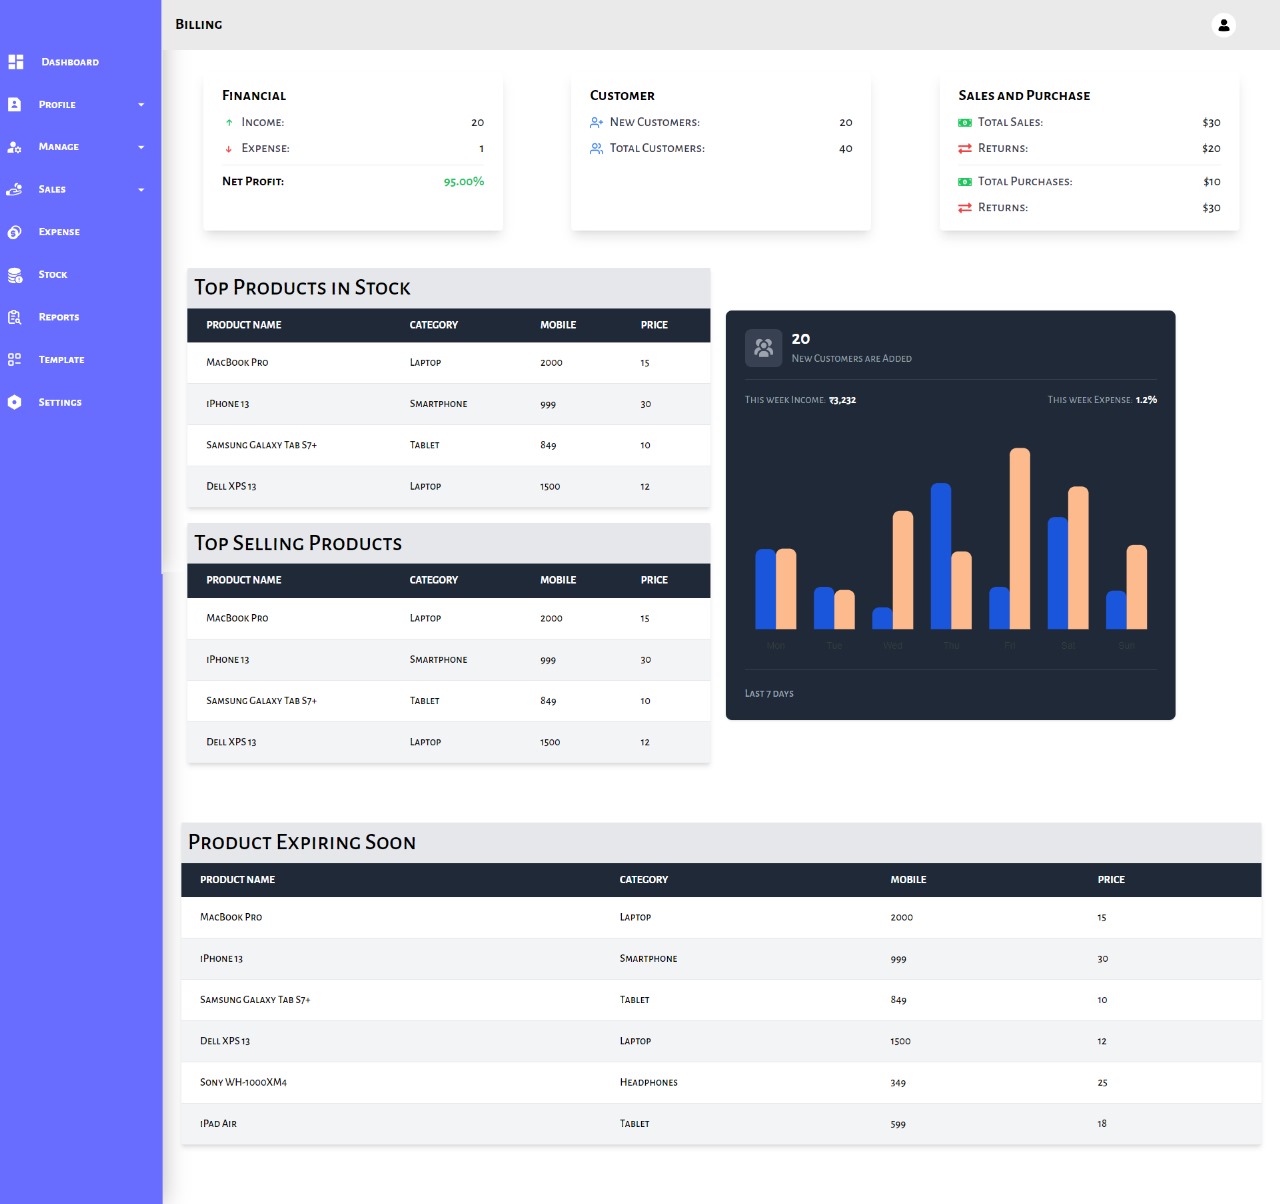 Billing
Dashboard
Profile
Manage
Sales
Expense
Stock
Reports
Template
Settings
Financial
Income: 20
Expense: 1
Net Profit: 95.00%
Customer
New Customers: 20
Total Customers: 40
Sales and Purchase
Total Sales: $30
Returns: $20
Total Purchases: $10
Returns: $30
Top Products in Stock
PRODUCT NAME CATEGORY MOBILE PRICE
MacBook Pro Laptop 2000 15
iPhone 13 Smartphone 999 30
Samsung Galaxy Tab S7+ Tablet 849 10
Dell XPS 13 Laptop 1500 12
Top Selling Products
PRODUCT NAME CATEGORY MOBILE PRICE
MacBook Pro Laptop 2000 15
iPhone 13 Smartphone 999 30
Samsung Galaxy Tab S7+ Tablet 849 10
Dell XPS 13 Laptop 1500 12
20
New Customers are Added
This week Income: ₹3,232 This week Expense: 1.2%
Mon Tue Wed Thu Fri Sat Sun
Last 7 days
Product Expiring Soon
PRODUCT NAME CATEGORY MOBILE PRICE
MacBook Pro Laptop 2000 15
iPhone 13 Smartphone 999 30
Samsung Galaxy Tab S7+ Tablet 849 10
Dell XPS 13 Laptop 1500 12
Sony WH-1000XM4 Headphones 349 25
iPad Air Tablet 599 18